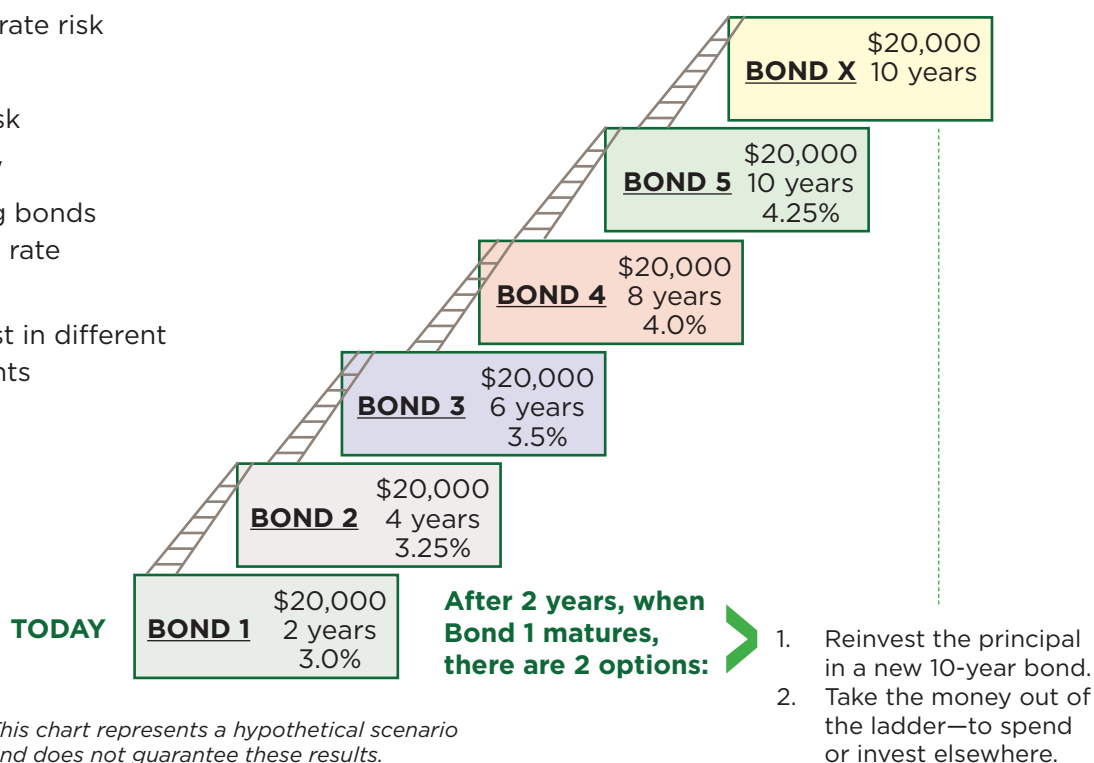 rate risk
sk
g bonds
rate
st in different
nts
$20,000
BOND X 10 years
$20,000
BOND 5 10 years
4.25%
$20,000
BOND 4 8 years
4.0%
$20,000
BOND 3 6 years
3.5%
$20,000
BOND 2 4 years
3.25%
$20,000
TODAY BOND 1 2 years
3.0%
After 2 years, when
Bond 1 matures,
there are 2 options:
1. Reinvest the principal
in a new 10-year bond.
2. Take the money out of
the ladder—to spend
or invest elsewhere.
This chart represents a hypothetical scenario
nd does not guarantee these results.